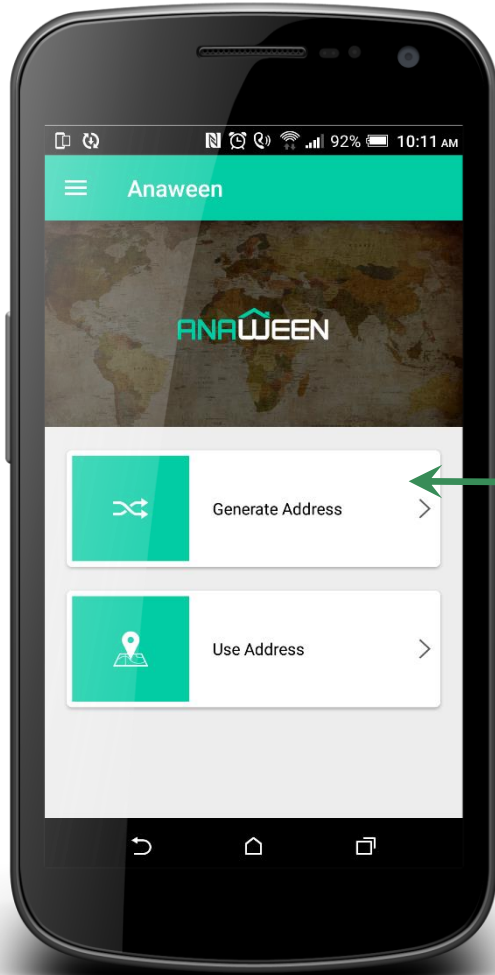 92% 10:11 AM
Anaween
ANAWEEN
Generate Address
Use Address